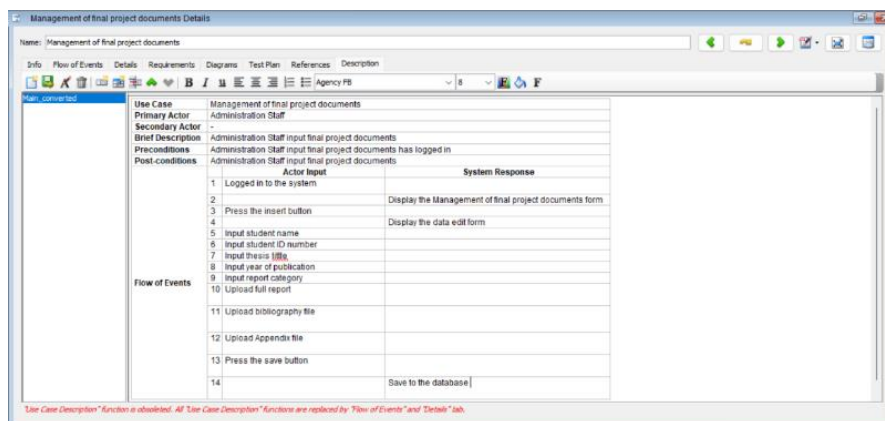 Management of final project documents Details
Name: Management of final project documents
Info Flow of Events Details Requirements Diagrams Test Plan References Description
B I u Agency FB 8 F
Main_converted
Use Case Management of final project documents
Primary Actor Administration Staff
Secondary Actor -
Brief Description Administration Staff input final project documents
Preconditions Administration Staff input final project documents has logged in
Post-conditions Administration Staff input final project documents
Flow of Events
Actor Input System Response
1 Logged in to the system
2 Display the Management of final project documents form
3 Press the insert button
4 Display the data edit form
5 Input student name
6 Input student ID number
7 Input thesis tittle,
8 Input year of publication
9 Input report category
10 Upload full report
11 Upload bibliography file
12 Upload Appendix file
13 Press the save button
14 Save to the database
"Use Case Description" function is obsoleted. All "Use Case Description" functions are replaced by "Flow of Events" and "Details" tab.